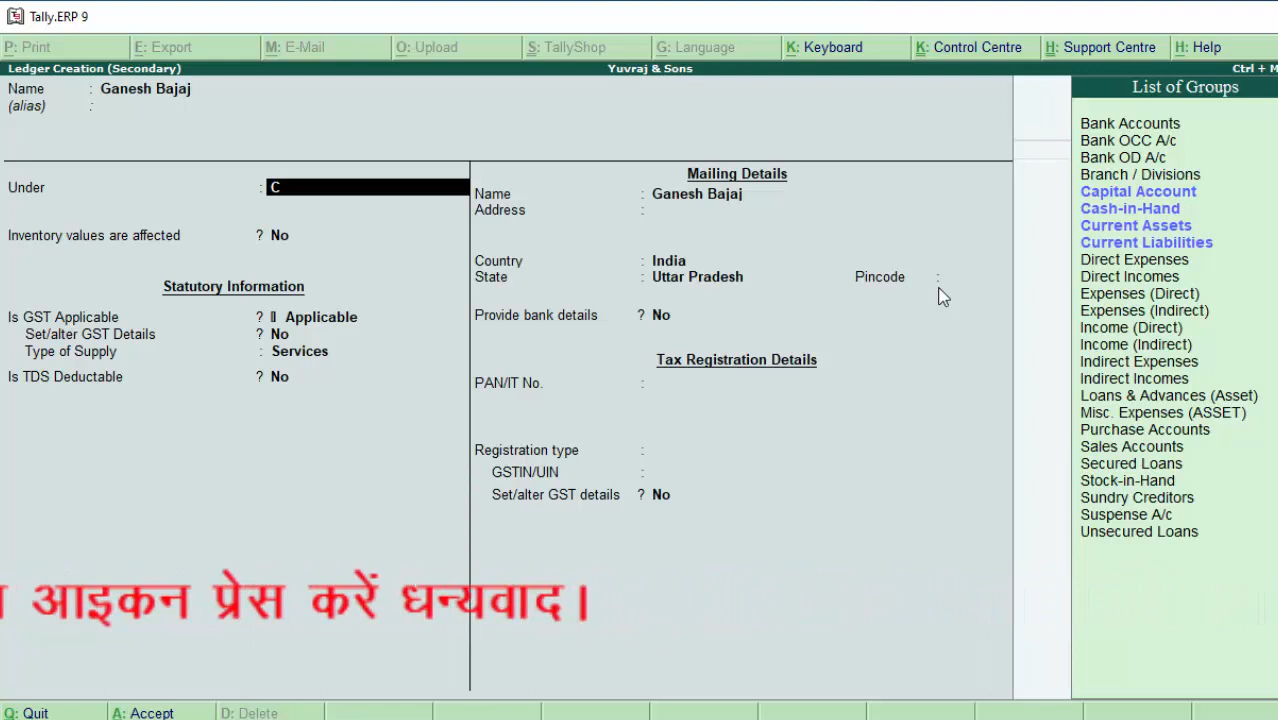 Tally.ERP 9
P: Print E: Export M: E-Mail O: Upload S: TallyShop G: Language K: Keyboard K: Control Centre H: Support Centre H: Help
Ledger Creation (Secondary) Yuvraj & Sons Ctrl + M
Name : Ganesh Bajaj
(alias) :
List of Groups
Bank Accounts
Bank OCC A/c
Bank OD A/c
Branch / Divisions
Capital Account
Cash-in-Hand
Current Assets
Current Liabilities
Direct Expenses
Direct Incomes
Expenses (Direct)
Expenses (Indirect)
Income (Direct)
Income (Indirect)
Indirect Expenses
Indirect Incomes
Loans & Advances (Asset)
Misc. Expenses (ASSET)
Purchase Accounts
Sales Accounts
Secured Loans
Stock-in-Hand
Sundry Creditors
Suspense A/c
Unsecured Loans
Under : C
Inventory values are affected ? No
Statutory Information
Is GST Applicable ? Applicable
Set/alter GST Details ? No
Type of Supply : Services
Is TDS Deductable ? No
Mailing Details
Name : Ganesh Bajaj
Address :
Country : India
State : Uttar Pradesh Pincode :
Provide bank details ? No
Tax Registration Details
PAN/IT No. :
Registration type :
GSTIN/UIN :
Set/alter GST details ? No
आइकन प्रेस करें धन्यवाद।
Q: Quit A: Accept D: Delete